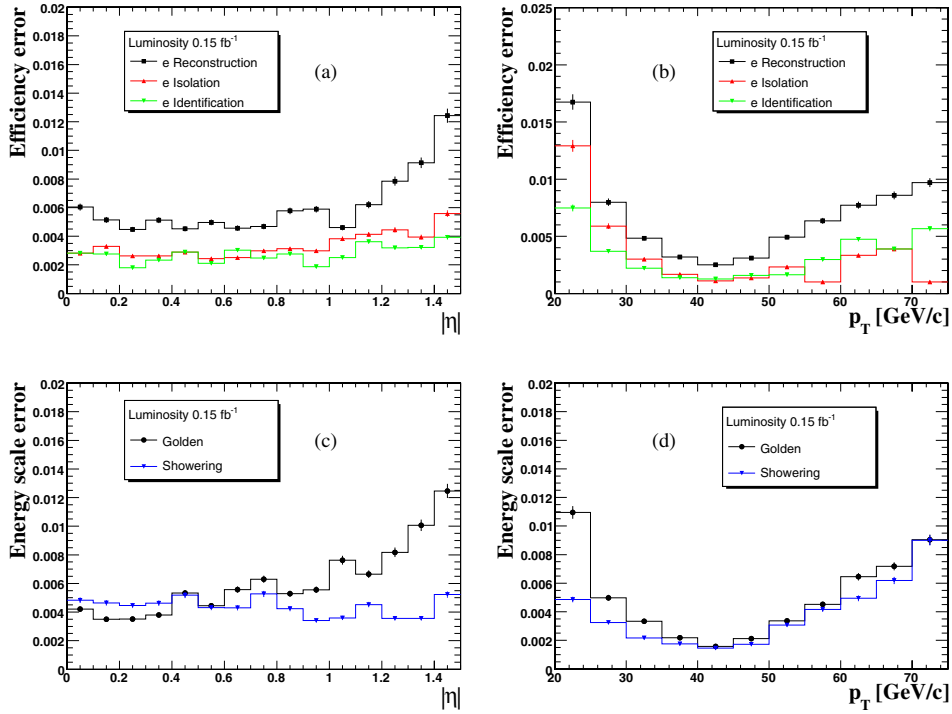 Efficiency error
0.02
0.018
0.016
0.014
0.012
0.01
0.008
0.006
0.004
0.002
0
Luminosity 0.15 fb⁻¹
e Reconstruction
e Isolation
e Identification
(a)
0 0.2 0.4 0.6 0.8 1 1.2 1.4
|η|
Efficiency error
0.025
0.02
0.015
0.01
0.005
0
Luminosity 0.15 fb⁻¹
e Reconstruction
e Isolation
e Identification
(b)
20 30 40 50 60 70
p_T [GeV/c]
Energy scale error
0.02
0.018
0.016
0.014
0.012
0.01
0.008
0.006
0.004
0.002
0
Luminosity 0.15 fb⁻¹
Golden
Showering
(c)
0 0.2 0.4 0.6 0.8 1 1.2 1.4
|η|
Energy scale error
0.02
0.018
0.016
0.014
0.012
0.01
0.008
0.006
0.004
0.002
0
Luminosity 0.15 fb⁻¹
Golden
Showering
(d)
20 30 40 50 60 70
p_T [GeV/c]